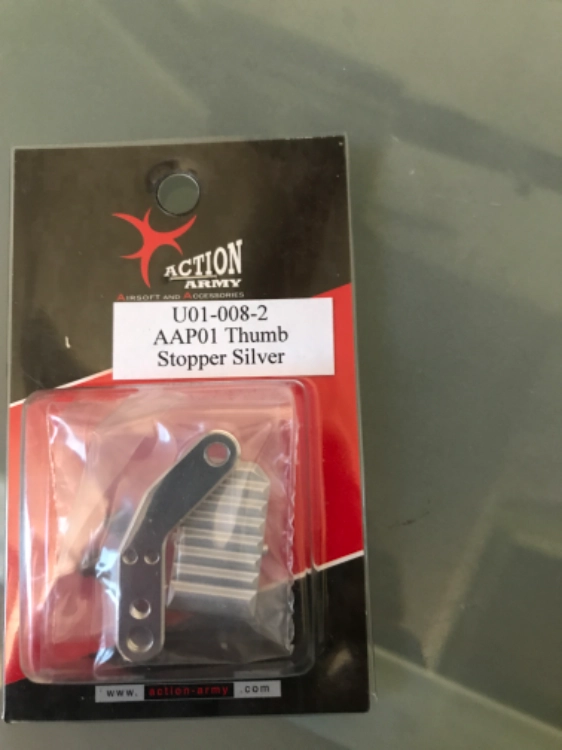 ACTION
ARMY
AIRSOFT AND ACCESSORIES
U01-008-2
AAP01 Thumb
Stopper Silver
www. action-army .com